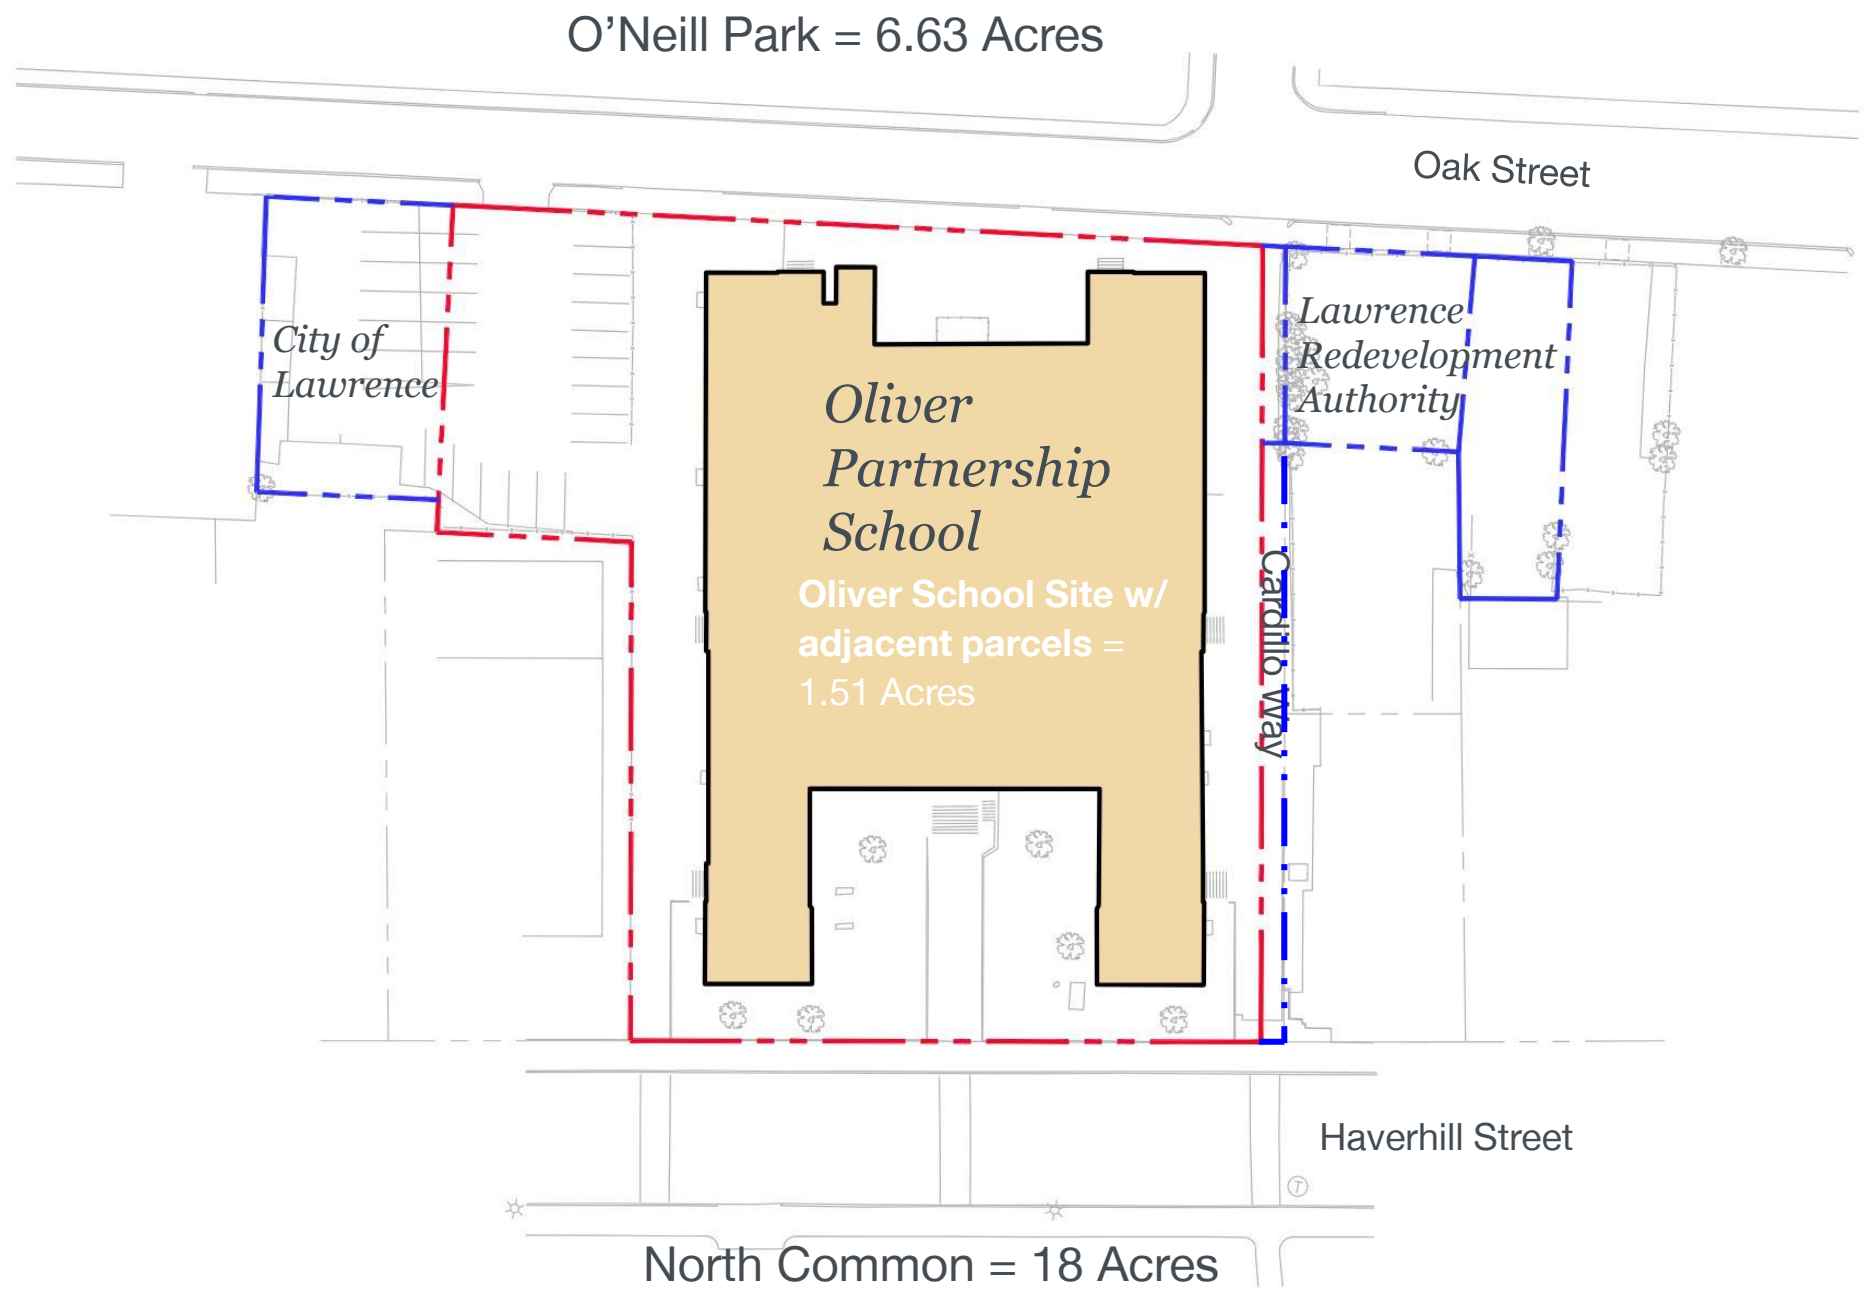 O’Neill Park = 6.63 Acres
Oak Street
City of
Lawrence
Lawrence
Redevelopment
Authority
Oliver
Partnership
School
Oliver School Site w/
adjacent parcels =
1.51 Acres
Cardillo Way
Haverhill Street
T
North Common = 18 Acres